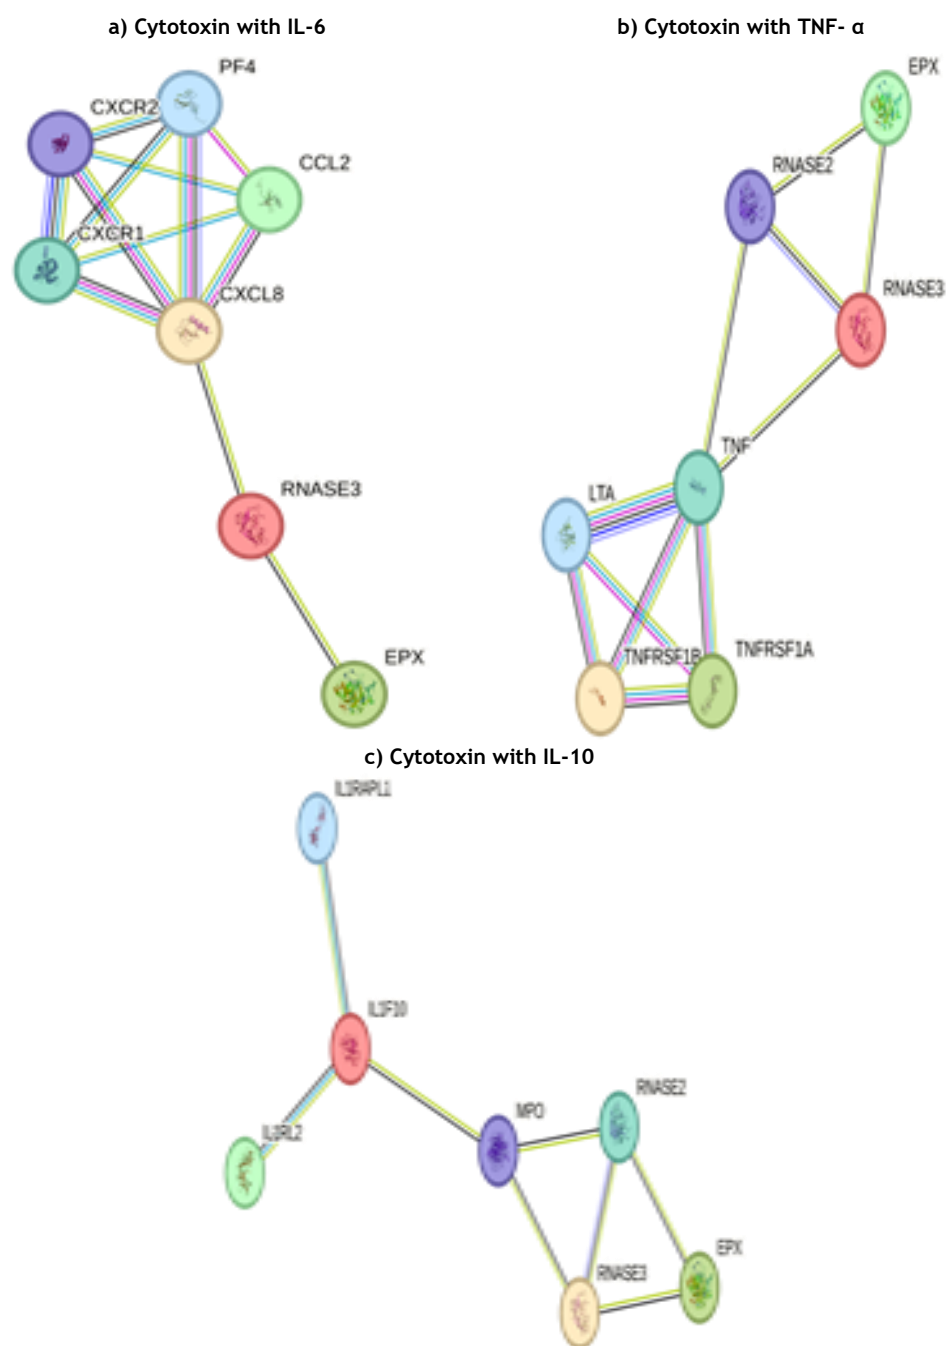 a) Cytotoxin with IL-6
b) Cytotoxin with TNF- α
PF4
CXCR2
CCL2
CXCR1
CXCL8
RNASE3
EPX
EPX
RNASE2
RNASE3
TNF
LTA
TNFRSF1B
TNFRSF1A
c) Cytotoxin with IL-10
IL1RAPL1
IL1F10
IL1RL2
MPO
RNASE2
RNASE3
EPX